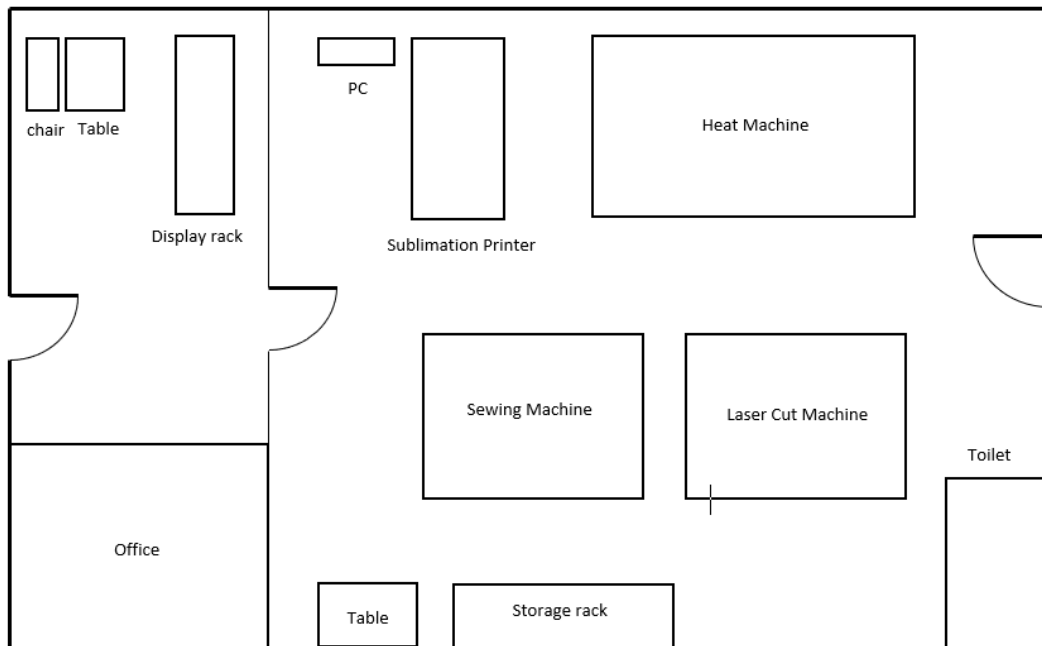 PC
Heat Machine
chair
Table
Display rack
Sublimation Printer
Sewing Machine
Laser Cut Machine
Toilet
Office
Table
Storage rack